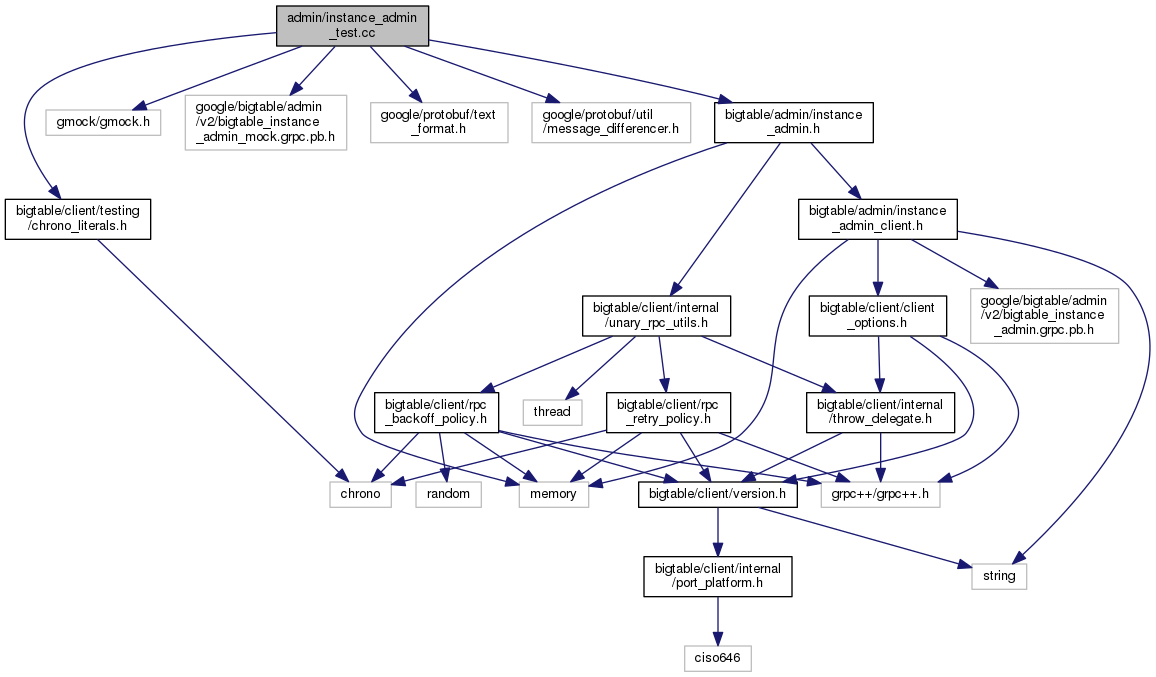 admin/instance_admin
_test.cc
gmock/gmock.h
google/bigtable/admin
/v2/bigtable_instance
_admin_mock.grpc.pb.h
google/protobuf/text
_format.h
google/protobuf/util
/message_differencer.h
bigtable/admin/instance
_admin.h
bigtable/client/testing
/chrono_literals.h
bigtable/admin/instance
_admin_client.h
bigtable/client/internal
/unary_rpc_utils.h
bigtable/client/client
_options.h
google/bigtable/admin
/v2/bigtable_instance
_admin.grpc.pb.h
bigtable/client/rpc
_backoff_policy.h
thread
bigtable/client/rpc
_retry_policy.h
bigtable/client/internal
/throw_delegate.h
chrono
random
memory
bigtable/client/version.h
grpc++/grpc++.h
bigtable/client/internal
/port_platform.h
string
ciso646